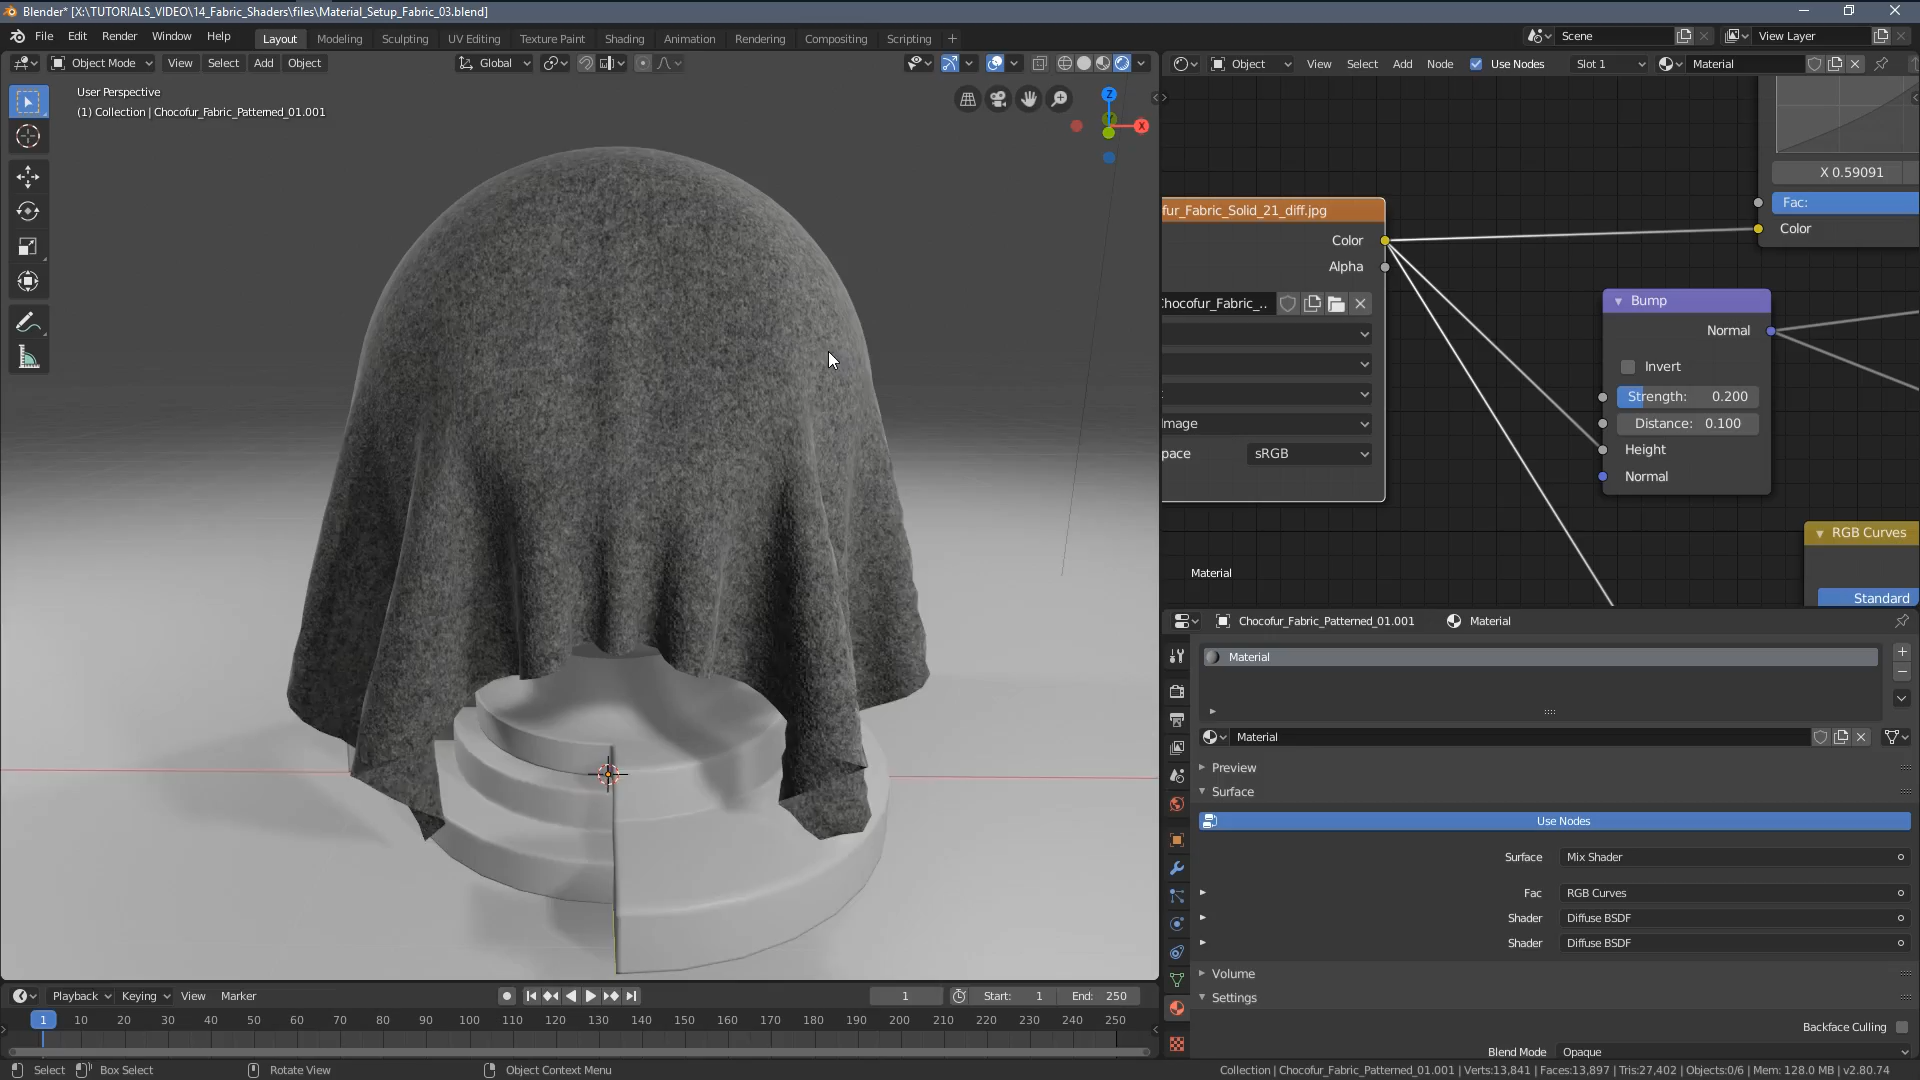 Blender* [X:\TUTORIALS_VIDEO\14_Fabric_Shaders\files\Material_Setup_Fabric_03.blend]
File Edit Render Window Help Layout Modeling Sculpting UV Editing Texture Paint Shading Animation Rendering Compositing Scripting + Scene View Layer
Object Mode View Select Add Object Global
Object View Select Add Node Use Nodes Slot 1 Material
User Perspective
(1) Collection | Chocofur_Fabric_Patterned_01.001
Z
Y
X
X 0.59091
Fac:
Color
fur_Fabric_Solid_21_diff.jpg
Color
Alpha
Chocofur_Fabric_..
Image
pace sRGB
Bump
Normal
Invert
Strength: 0.200
Distance: 0.100
Height
Normal
RGB Curves
Standard
Material
Chocofur_Fabric_Patterned_01.001 Material
Material
Material
Preview
Surface
Use Nodes
Surface Mix Shader
Fac RGB Curves
Shader Diffuse BSDF
Shader Diffuse BSDF
Volume
Settings
Backface Culling
Blend Mode Opaque
Playback Keying View Marker 1 Start: 1 End: 250
1 10 20 30 40 50 60 70 80 90 100 110 120 130 140 150 160 170 180 190 200 210 220 230 240 250
Select Box Select Rotate View Object Context Menu
Collection | Chocofur_Fabric_Patterned_01.001 | Verts:13,841 | Faces:13,897 | Tris:27,402 | Objects:0/6 | Mem: 128.0 MB | v2.80.74